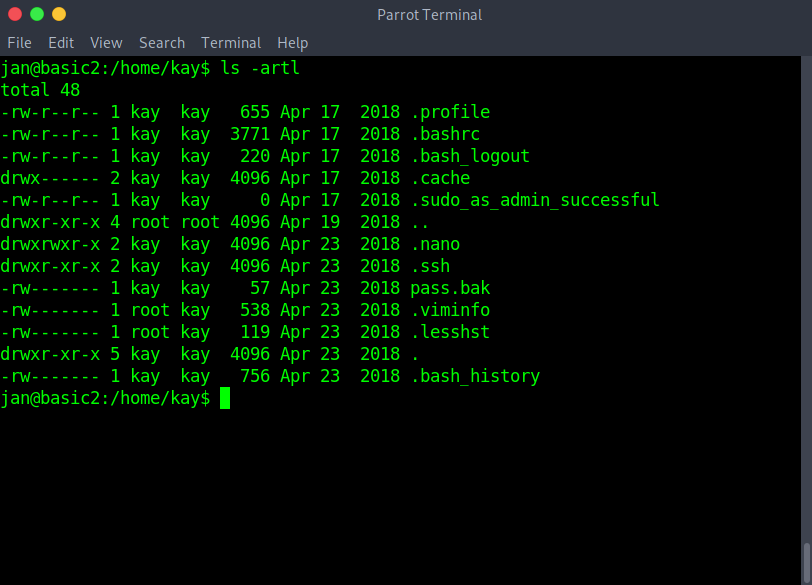 Parrot Terminal
File Edit View Search Terminal Help
jan@basic2:/home/kay$ ls -artl
total 48
-rw-r--r-- 1 kay  kay   655 Apr 17  2018 .profile
-rw-r--r-- 1 kay  kay  3771 Apr 17  2018 .bashrc
-rw-r--r-- 1 kay  kay   220 Apr 17  2018 .bash_logout
drwx------ 2 kay  kay  4096 Apr 17  2018 .cache
-rw-r--r-- 1 kay  kay     0 Apr 17  2018 .sudo_as_admin_successful
drwxr-xr-x 4 root root 4096 Apr 19  2018 ..
drwxrwxr-x 2 kay  kay  4096 Apr 23  2018 .nano
drwxr-xr-x 2 kay  kay  4096 Apr 23  2018 .ssh
-rw------- 1 kay  kay    57 Apr 23  2018 pass.bak
-rw------- 1 root kay   538 Apr 23  2018 .viminfo
-rw------- 1 root kay   119 Apr 23  2018 .lesshst
drwxr-xr-x 5 kay  kay  4096 Apr 23  2018 .
-rw------- 1 kay  kay   756 Apr 23  2018 .bash_history
jan@basic2:/home/kay$